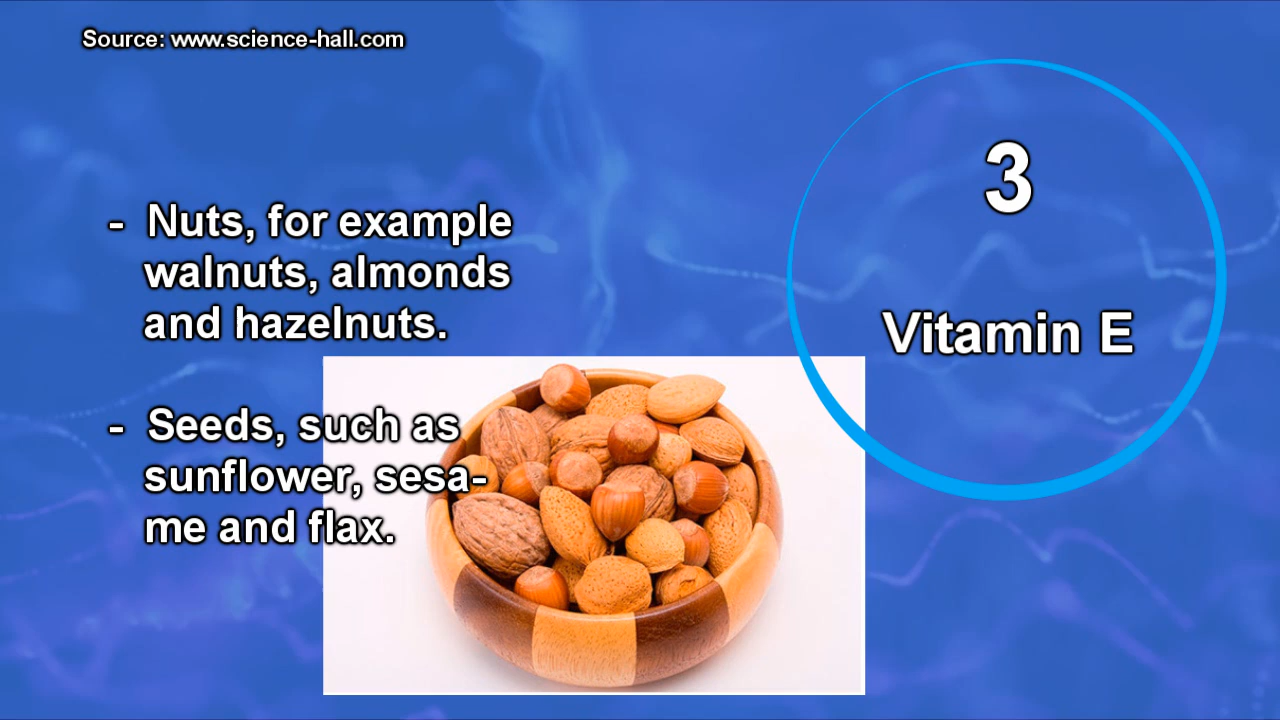 Source: www.science-hall.com
3
Vitamin E
- Nuts, for example
walnuts, almonds
and hazelnuts.
- Seeds, such as
sunflower, sesa-
me and flax.